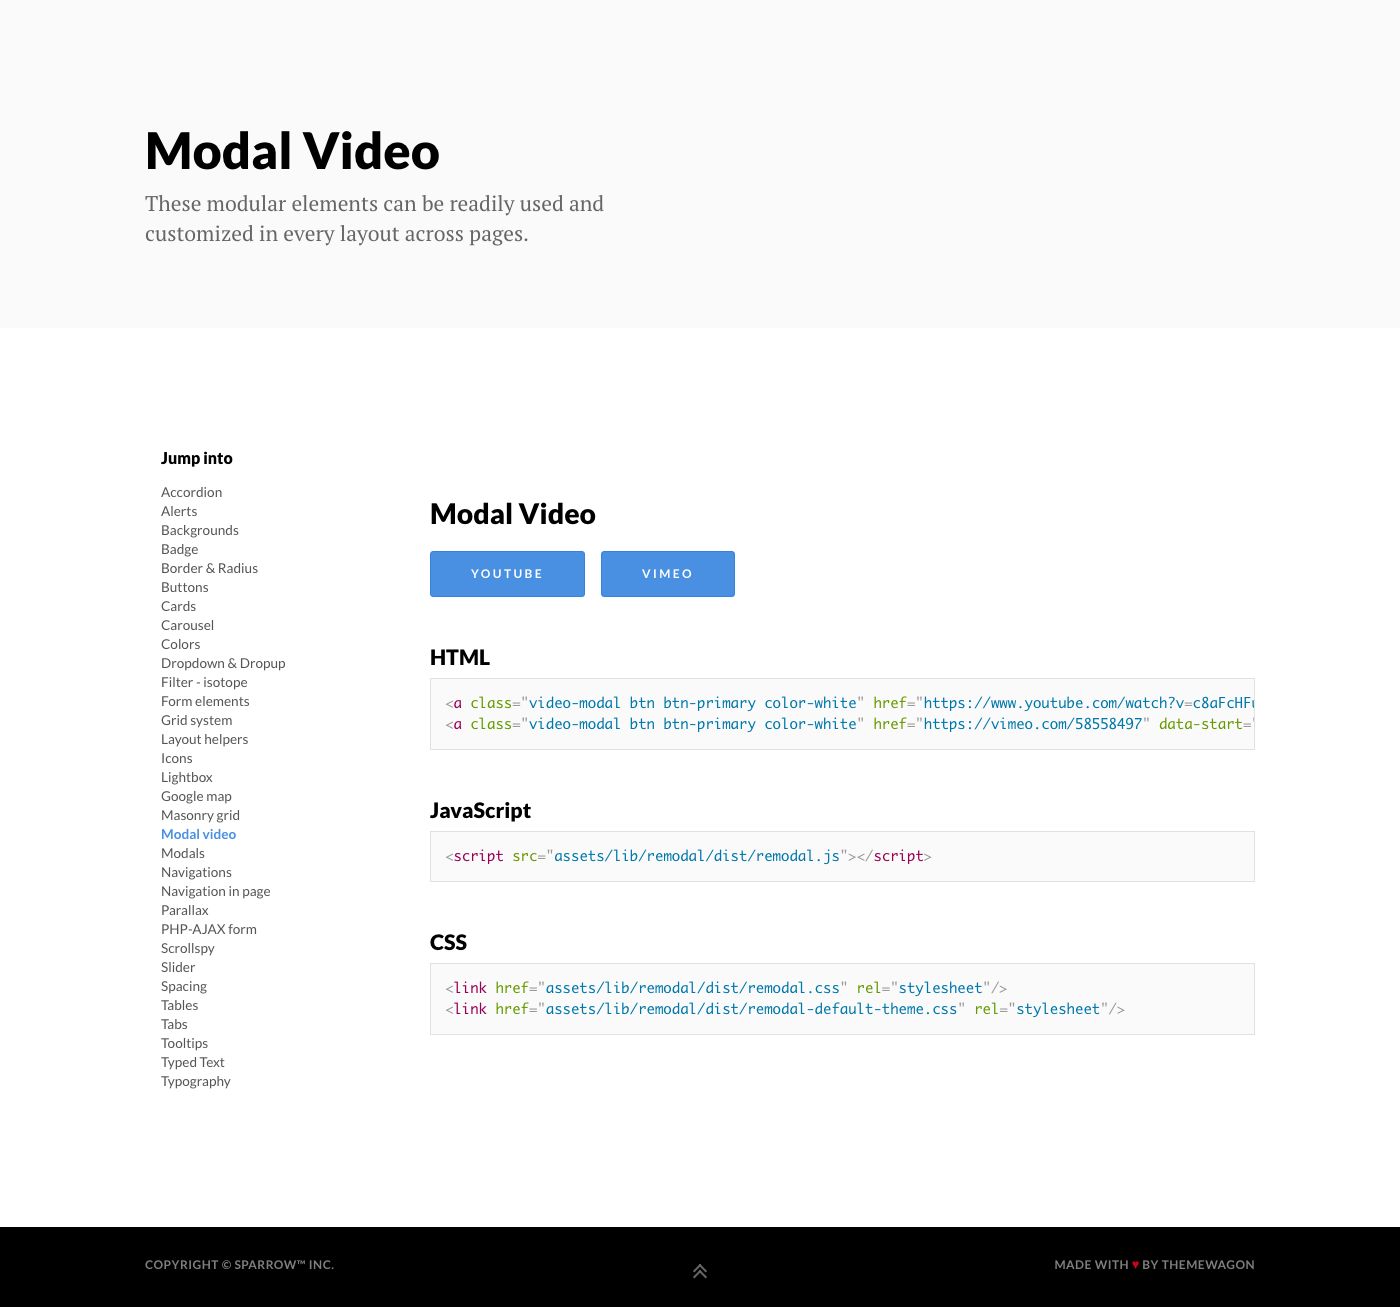 Modal Video
These modular elements can be readily used and
customized in every layout across pages.
Jump into
Accordion
Alerts
Backgrounds
Badge
Border & Radius
Buttons
Cards
Carousel
Colors
Dropdown & Dropup
Filter - isotope
Form elements
Grid system
Layout helpers
Icons
Lightbox
Google map
Masonry grid
Modal video
Modals
Navigations
Navigation in page
Parallax
PHP-AJAX form
Scrollspy
Slider
Spacing
Tables
Tabs
Tooltips
Typed Text
Typography
Modal Video
YOUTUBE VIMEO
HTML
<a class="video-modal btn btn-primary color-white" href="https://www.youtube.com/watch?v=c8aFcHF
<a class="video-modal btn btn-primary color-white" href="https://vimeo.com/58558497" data-start="
JavaScript
<script src="assets/lib/remodal/dist/remodal.js"></script>
CSS
<link href="assets/lib/remodal/dist/remodal.css" rel="stylesheet"/>
<link href="assets/lib/remodal/dist/remodal-default-theme.css" rel="stylesheet"/>
COPYRIGHT © SPARROW™ INC.
MADE WITH ♥ BY THEMEWAGON